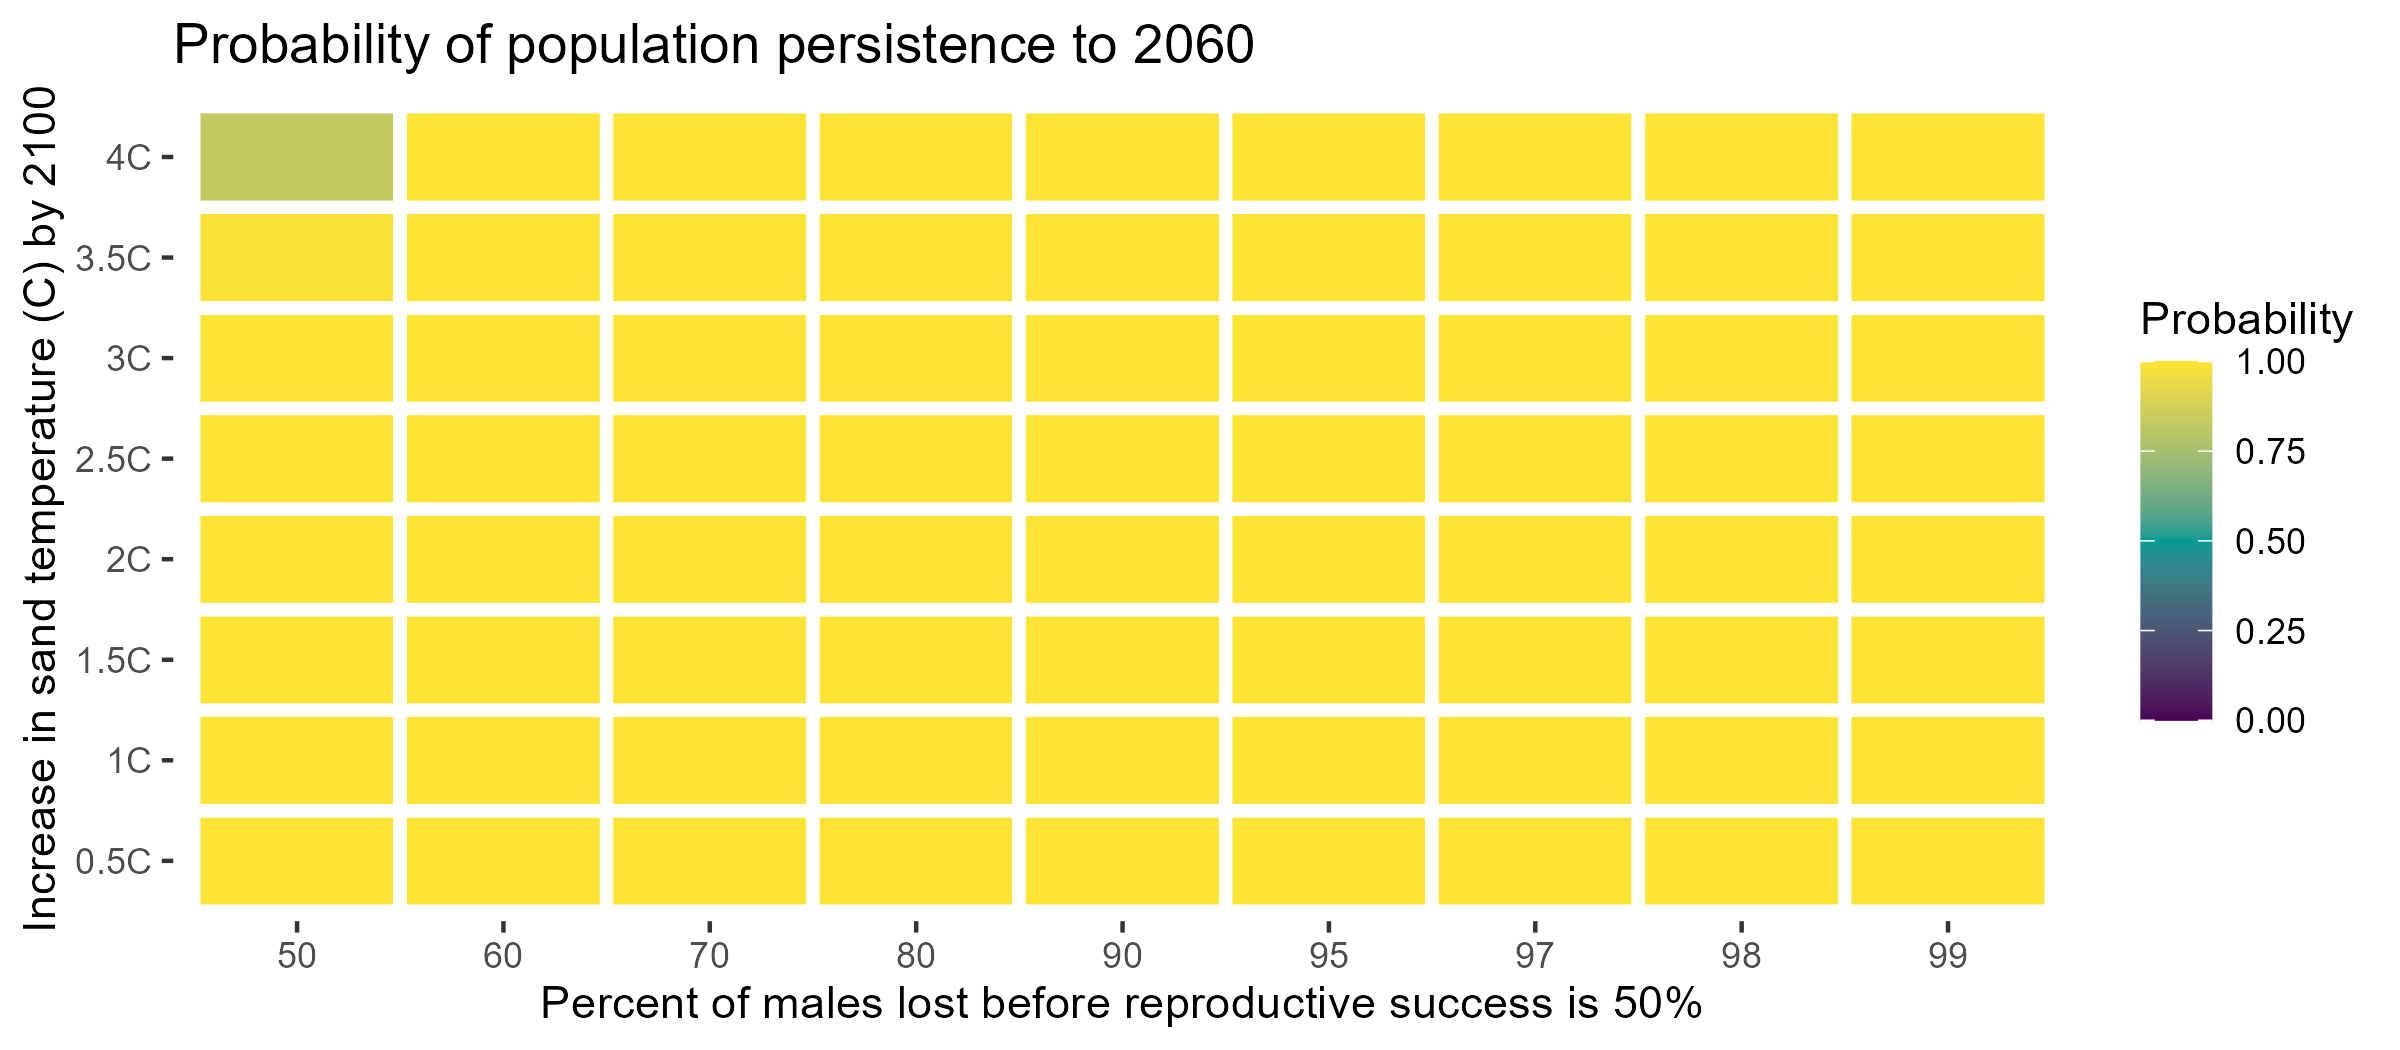 Probability of population persistence to 2060
Increase in sand temperature (C) by 2100
4C
3.5C
3C
2.5C
2C
1.5C
1C
0.5C
50 60 70 80 90 95 97 98 99
Percent of males lost before reproductive success is 50%
Probability
1.00
0.75
0.50
0.25
0.00